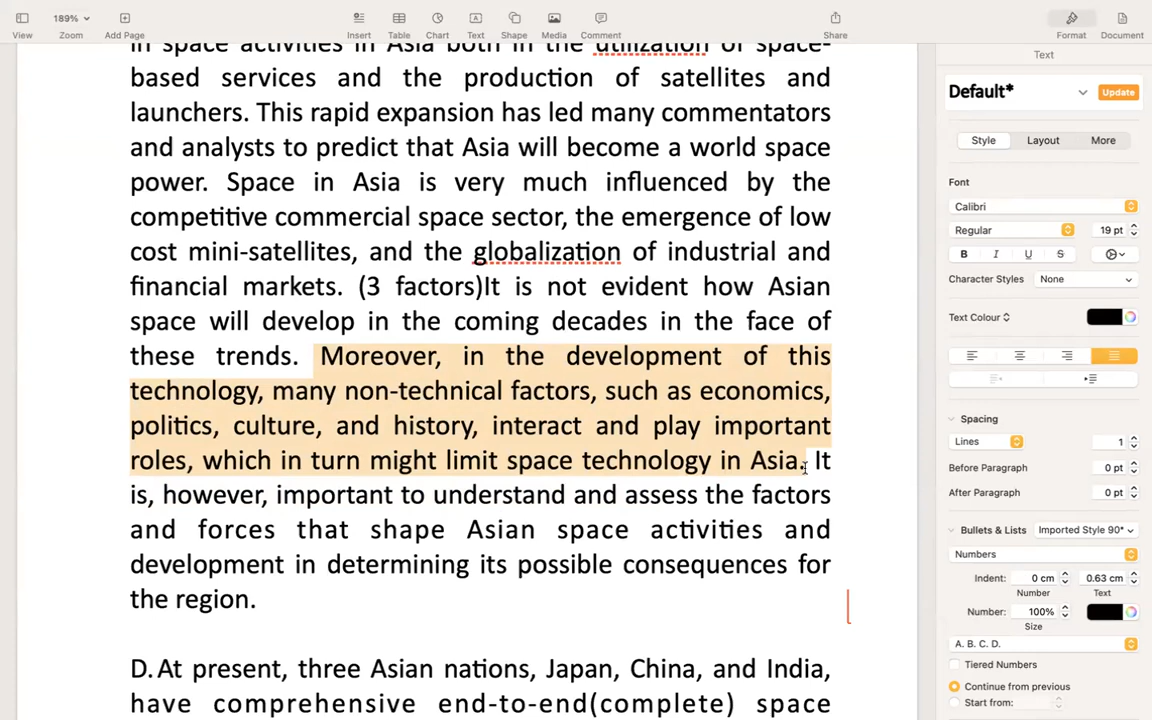 189%
View
Zoom
Add Page
Insert
Table
Chart
Text
Shape
Media
Comment
Share
Format
Document
in space activities in Asia both in the utilization of space-
based services and the production of satellites and
launchers. This rapid expansion has led many commentators
and analysts to predict that Asia will become a world space
power. Space in Asia is very much influenced by the
competitive commercial space sector, the emergence of low
cost mini-satellites, and the globalization of industrial and
financial markets. (3 factors)It is not evident how Asian
space will develop in the coming decades in the face of
these trends. Moreover, in the development of this
technology, many non-technical factors, such as economics,
politics, culture, and history, interact and play important
roles, which in turn might limit space technology in Asia. It
is, however, important to understand and assess the factors
and forces that shape Asian space activities and
development in determining its possible consequences for
the region.
D.At present, three Asian nations, Japan, China, and India,
have comprehensive end-to-end(complete) space
Text
Default*
Update
Style
Layout
More
Font
Calibri
Regular
19 pt
B I U S
Character Styles
None
Text Colour
Spacing
Lines
1
Before Paragraph
0 pt
After Paragraph
0 pt
Bullets & Lists
Imported Style 90*
Numbers
Indent:
0 cm
0.63 cm
Number
Text
Number:
100%
Size
A. B. C. D.
Tiered Numbers
Continue from previous
Start from: